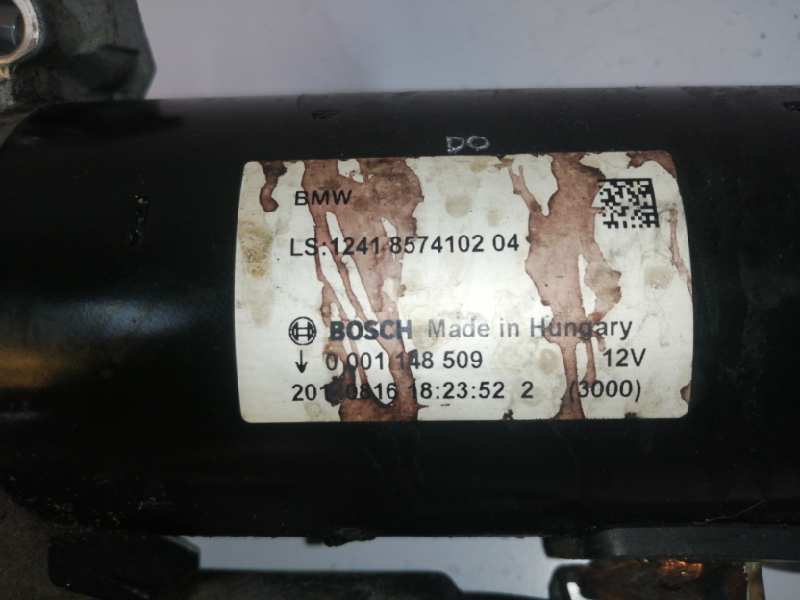 DO
BMW
LS:1241 8574102 04
BOSCH Made in Hungary
0 001 148 509 12V
18:23:52 2 (3000)